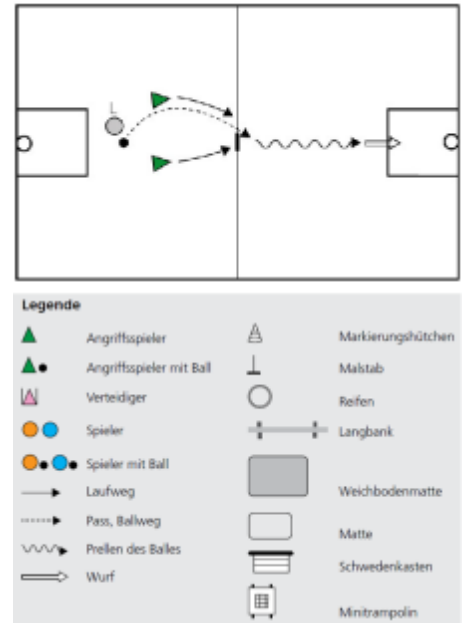 L
Legende
Angriffsspieler
Angriffsspieler mit Ball
Verteidiger
Spieler
Spieler mit Ball
Laufweg
Pass, Ballweg
Prellen des Balles
Wurf
Markierungshütchen
Malstab
Reifen
Langbank
Weichbodenmatte
Matte
Schwedenkasten
Minitrampolin